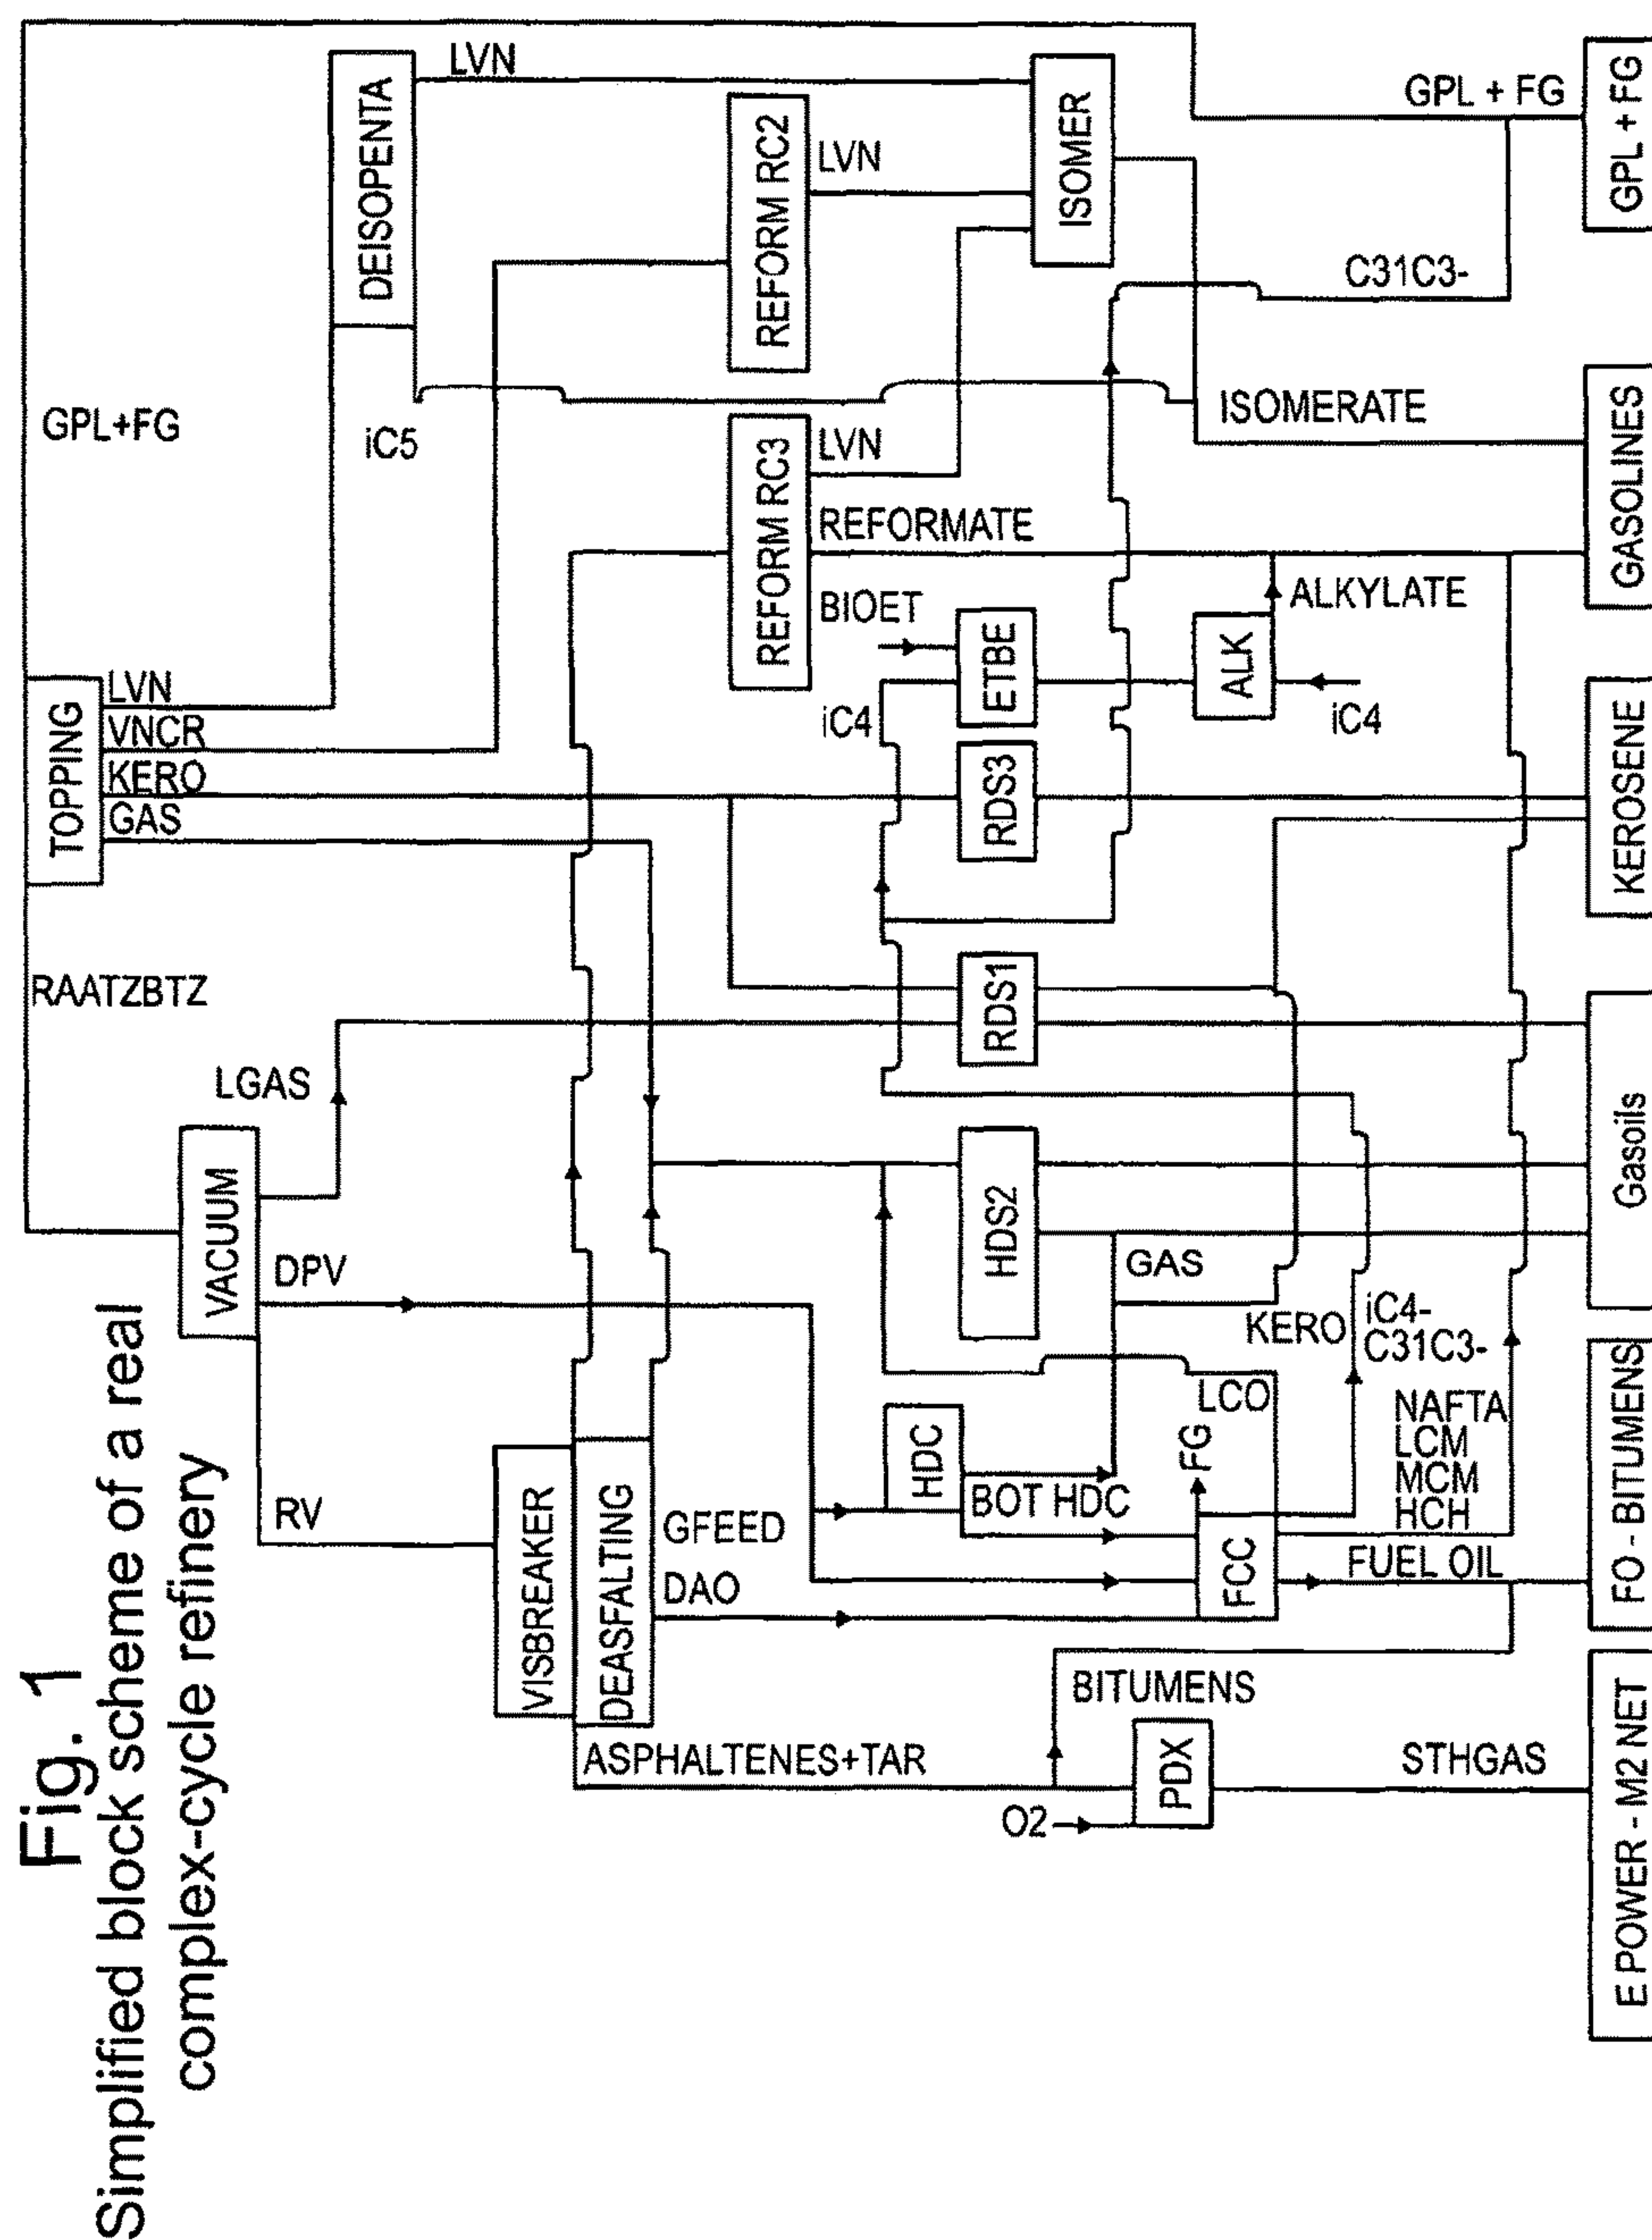 Fig. 1
Simplified block scheme of a real
complex-cycle refinery
GPL+FG
DEISOPENTA
LVN
REFORM RC2
LVN
ISOMER
GPL + FG
GPL + FG
C31C3-
iC5
REFORM RC3
LVN
ISOMERATE
GASOLINES
REFORMATE
BIOET
ETBE
ALK
ALKYLATE
iC4
iC4
TOPPING
LVN
VNCR
KERO
GAS
RDS3
KEROSENE
RAATZBTZ
RDS1
LGAS
VACUUM
DPV
HDS2
GAS
Gasoils
KERO
iC4-
C31C3-
RV
VISBREAKER
DEASFALTING
GFEED
DAO
HDC
BOT HDC
LCO
FG
FCC
NAFTA
LCM
MCM
HCH
FUEL OIL
FO - BITUMENS
BITUMENS
ASPHALTENES+TAR
O2
PDX
STHGAS
E POWER - M2 NET